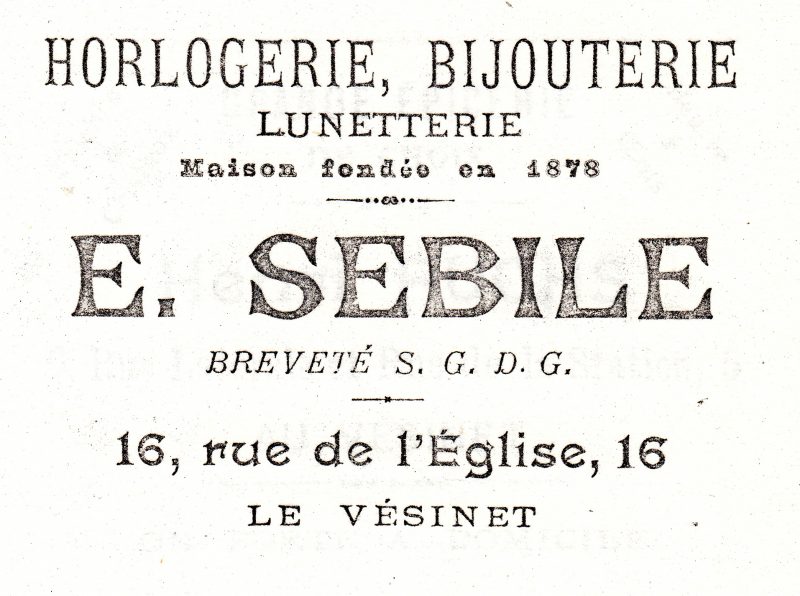 HORLOGERIE, BIJOUTERIE
LUNETTERIE
Maison fondée en 1878
E. SEBILE
BREVETÉ S. G. D. G.
16, rue de l'Église, 16
LE VÉSINET